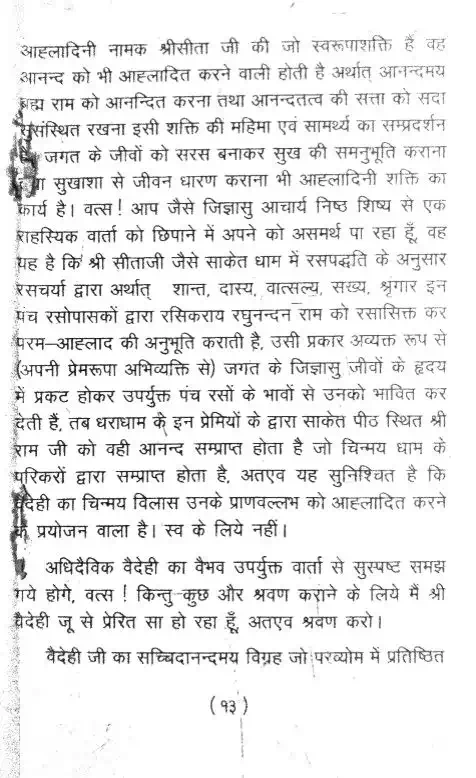 आह्लादिनी नामक श्रीसीता जी की जो स्वरूपाशक्ति है वह
आनन्द को भी आह्लादित करने वाली होती है अर्थात् आनन्दमय
ब्रह्म राम को आनन्दित करना तथा आनन्दतत्व की सत्ता को सदा
सुसंस्थित रखना इसी शक्ति की महिमा एवं सामर्थ्य का सम्प्रदर्शन
जगत के जीवों को सरस बनाकर सुख की समनुभूति कराना
सुखाशा से जीवन धारण कराना भी आह्लादिनी शक्ति का
कार्य है। वत्स! आप जैसे जिज्ञासु आचार्य निष्ठ शिष्य से एक
राहस्यिक वार्ता को छिपाने में अपने को असमर्थ पा रहा हूँ, वह
यह है कि श्री सीताजी जैसे साकेत धाम में रसपद्धति के अनुसार
रसचर्या द्वारा अर्थात् शान्त, दास्य, वात्सल्य, सख्य, श्रृंगार इन
पंच रसोपासकों द्वारा रसिकराय रघुनन्दन राम को रसासिक्त कर
परम–आह्लाद की अनुभूति कराती है, उसी प्रकार अव्यक्त रूप से
(अपनी प्रेमरूपा अभिव्यक्ति से) जगत के जिज्ञासु जीवों के हृदय
में प्रकट होकर उपर्युक्त पंच रसों के भावों से उनको भावित कर
देती हैं, तब धराधाम के इन प्रेमियों के द्वारा साकेत पीठ स्थित श्री
राम जी को वही आनन्द सम्प्राप्त होता है जो चिन्मय धाम के
परिकरों द्वारा सम्प्राप्त होता है, अतएव यह सुनिश्चित है कि
वैदेही का चिन्मय विलास उनके प्राणवल्लभ को आह्लादित करने
के प्रयोजन वाला है। स्व के लिये नहीं।
अधिदैविक वैदेही का वैभव उपर्युक्त वार्ता से सुस्पष्ट समझ
गये होगे, वत्स ! किन्तु कुछ और श्रवण कराने के लिये मैं श्री
वैदेही जू से प्रेरित सा हो रहा हूँ, अतएव श्रवण करो।
वैदेही जी का सच्चिदानन्दमय विग्रह जो परव्योम में प्रतिष्ठित
(१३)